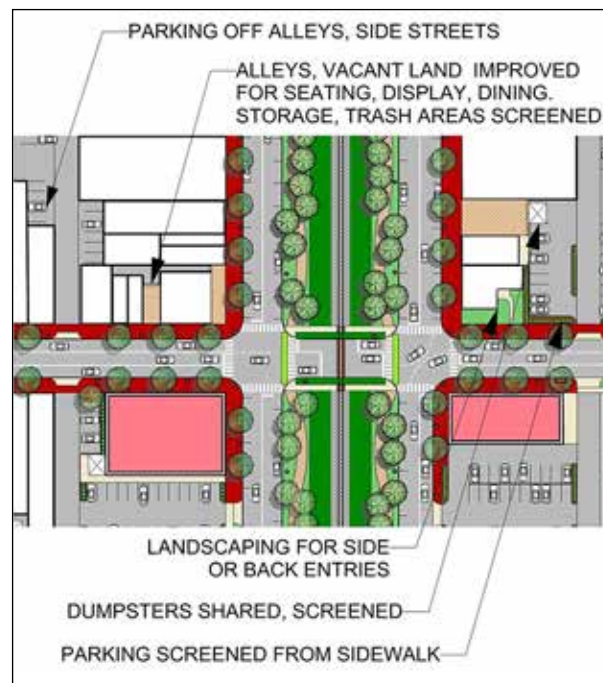 PARKING OFF ALLEYS, SIDE STREETS
ALLEYS, VACANT LAND IMPROVED
FOR SEATING, DISPLAY, DINING.
STORAGE, TRASH AREAS SCREENED
LANDSCAPING FOR SIDE
OR BACK ENTRIES
DUMPSTERS SHARED, SCREENED
PARKING SCREENED FROM SIDEWALK